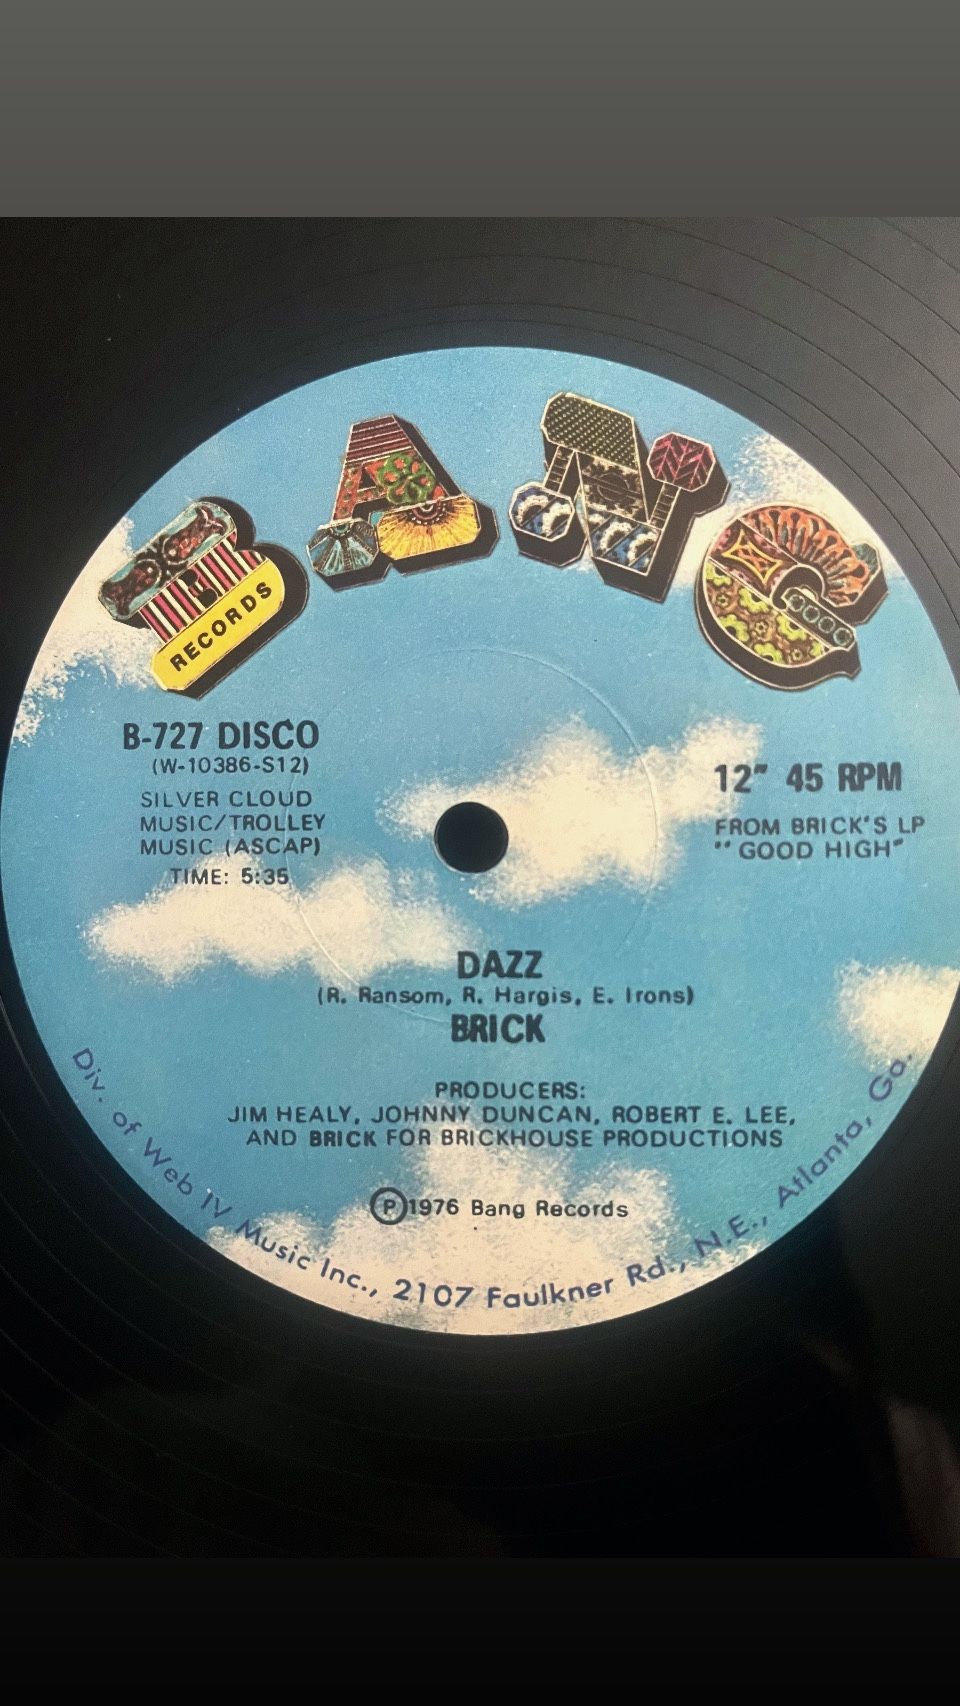 BANG
RECORDS
B-727 DISCO
(W-10386-S12)
SILVER CLOUD
MUSIC/TROLLEY
MUSIC (ASCAP)
TIME: 5:35
12" 45 RPM
FROM BRICK'S LP
"GOOD HIGH"
DAZZ
(R. Ransom, R. Hargis, E. Irons)
BRICK
PRODUCERS:
JIM HEALY, JOHNNY DUNCAN, ROBERT E. LEE,
AND BRICK FOR BRICKHOUSE PRODUCTIONS
Ⓟ1976 Bang Records
Div. of Web IV Music Inc., 2107 Faulkner Rd., N.E., Atlanta, Ga.